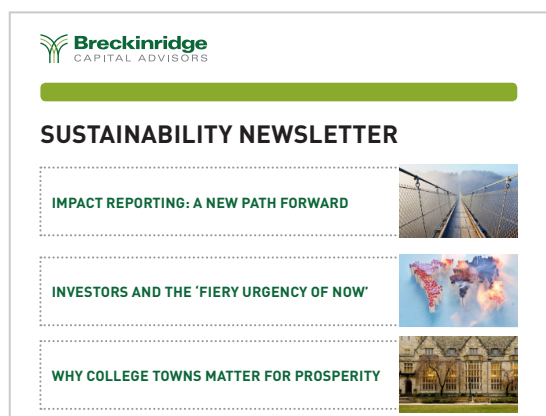 Breckinridge
CAPITAL ADVISORS
SUSTAINABILITY NEWSLETTER
IMPACT REPORTING: A NEW PATH FORWARD
INVESTORS AND THE ‘FIERY URGENCY OF NOW’
WHY COLLEGE TOWNS MATTER FOR PROSPERITY